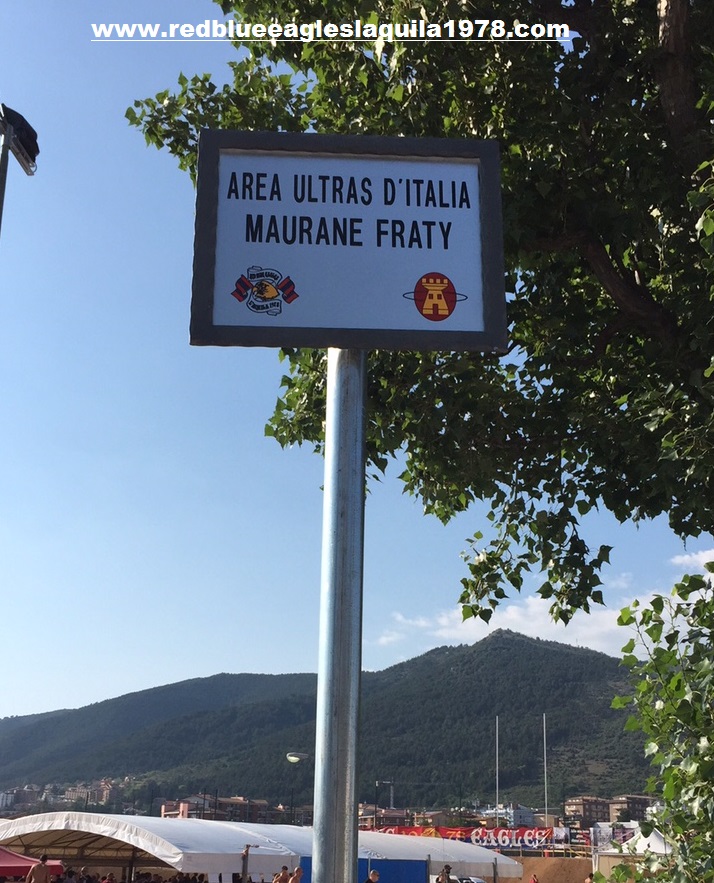 www.redblueeagleslaquila1978.com
AREA ULTRAS D'ITALIA
MAURANE FRATY
EAGLES